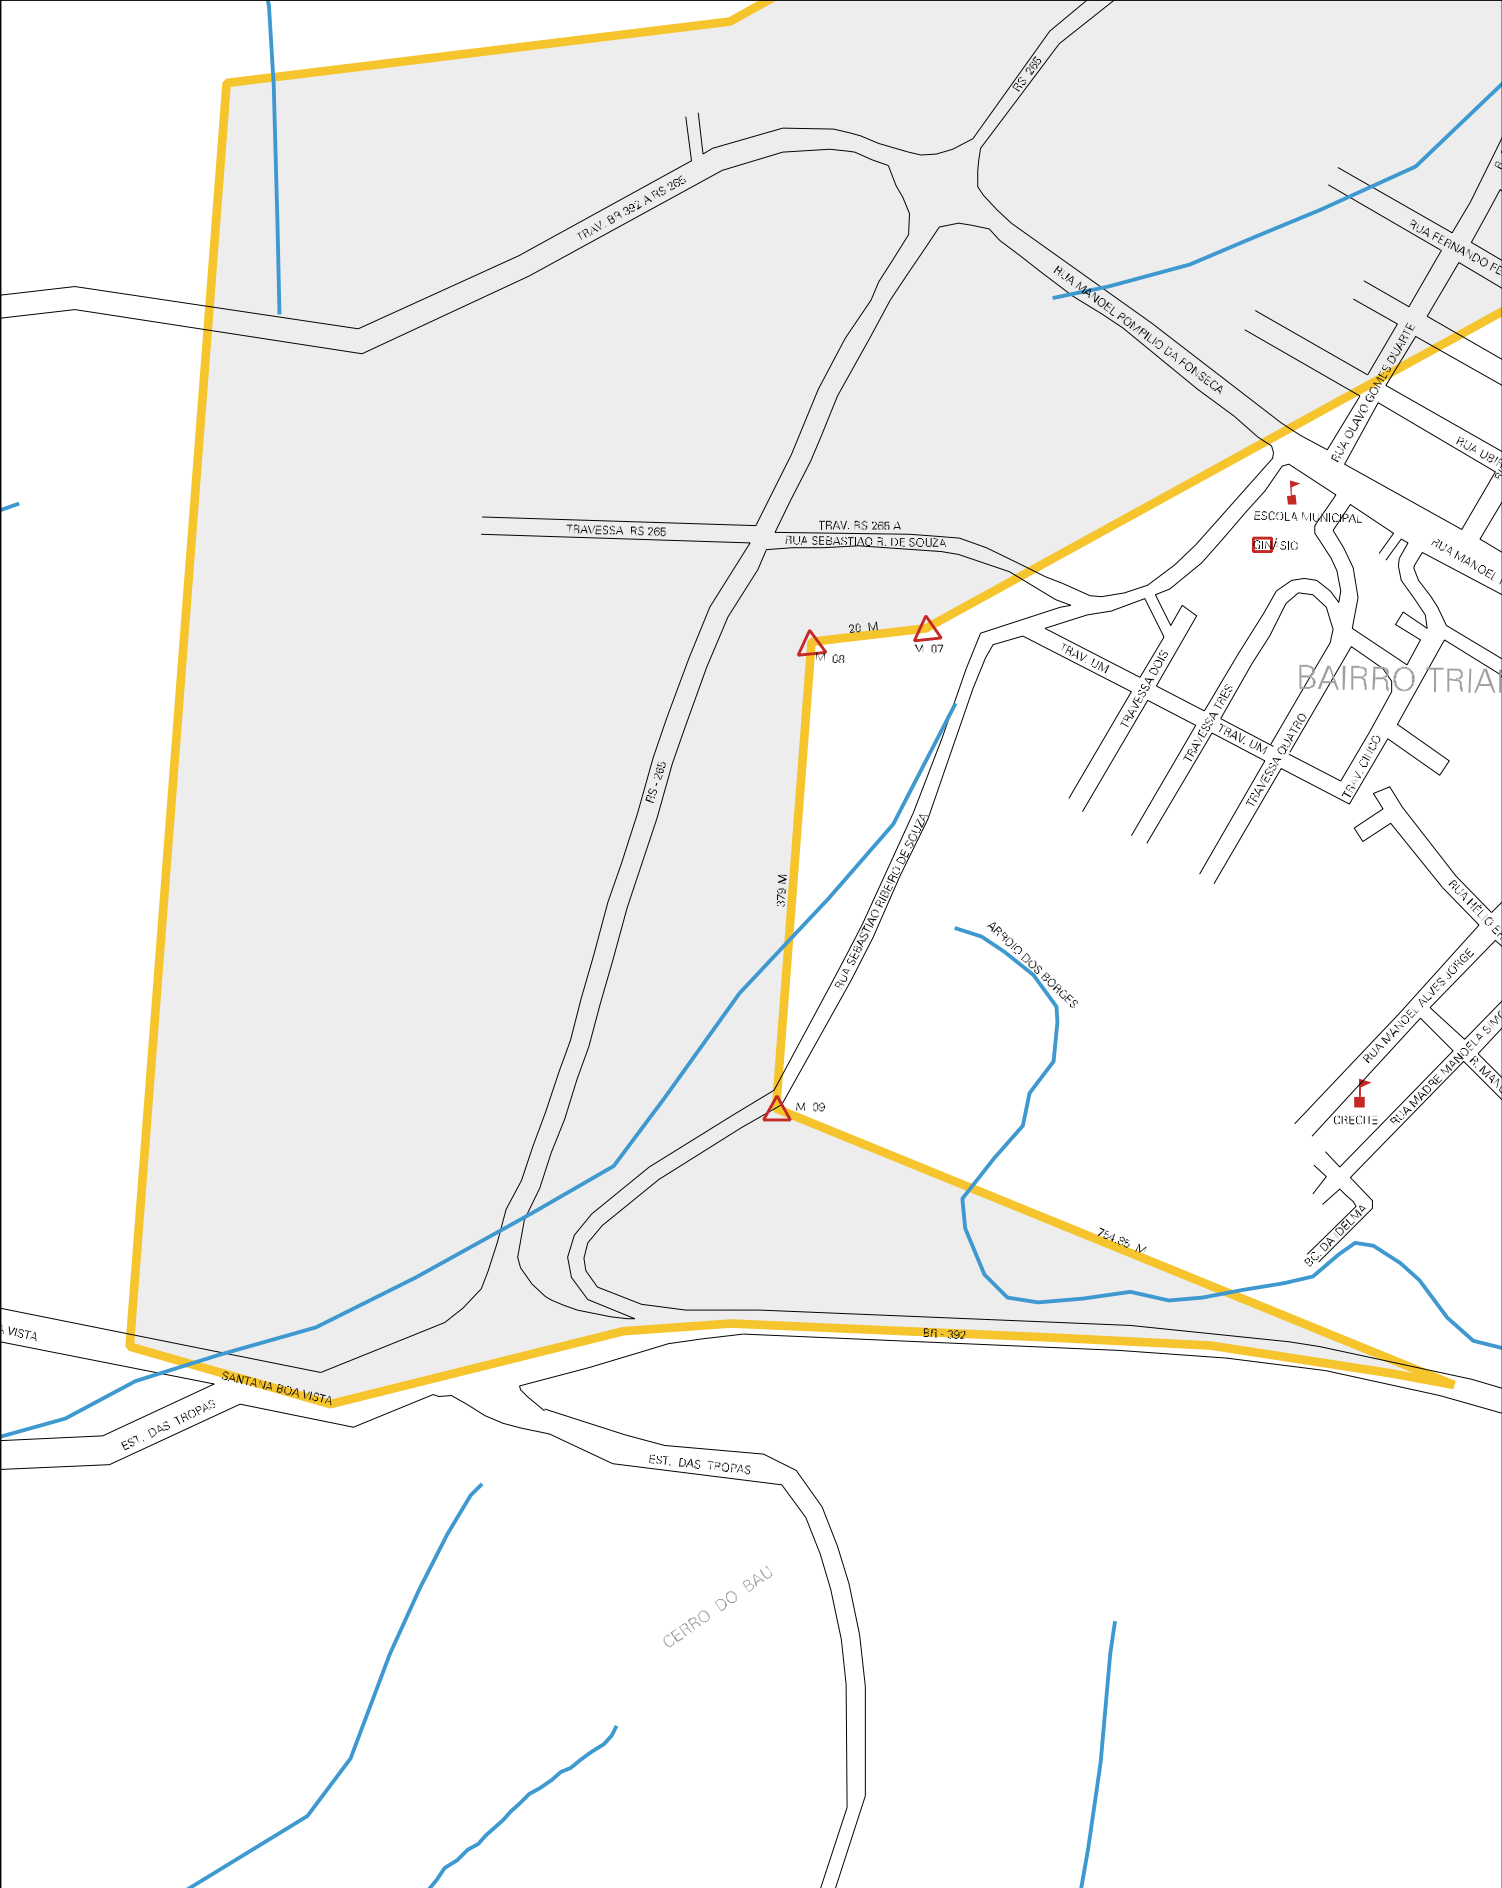 RS 265
TRAV. BR 392 A RS 265
RUA FERNANDO
RUA MANOEL POMPILIO DA FONSECA
RUA OLAVO GOMES DUARTE
RUA
ESCOLA MUNICIPAL
GINÁSIO
TRAVESSA RS 265
TRAV. RS 265 A
RUA SEBASTIAO R. DE SOUZA
RUA MANOEL
20 M
M 07
M 08
TRAV. UM
TRAVESSA DOIS
TRAVESSA TRES
TRAV. UM
TRAVESSA QUATRO
TRAV. CINCO
BAIRRO
RS - 265
379 M
RUA SEBASTIAO RIBEIRO DE SOUZA
RUA HÉLIO
ARROIO DOS BORGES
RUA MANOEL ALVES JORGE
RUA MADRE MANOELA
R.
CRECHE
M 09
754.85 M
BC. DA IDELMA
BR - 392
VISTA
SANTANA BOA VISTA
EST. DAS TROPAS
EST. DAS TROPAS
CERRO DO BAU